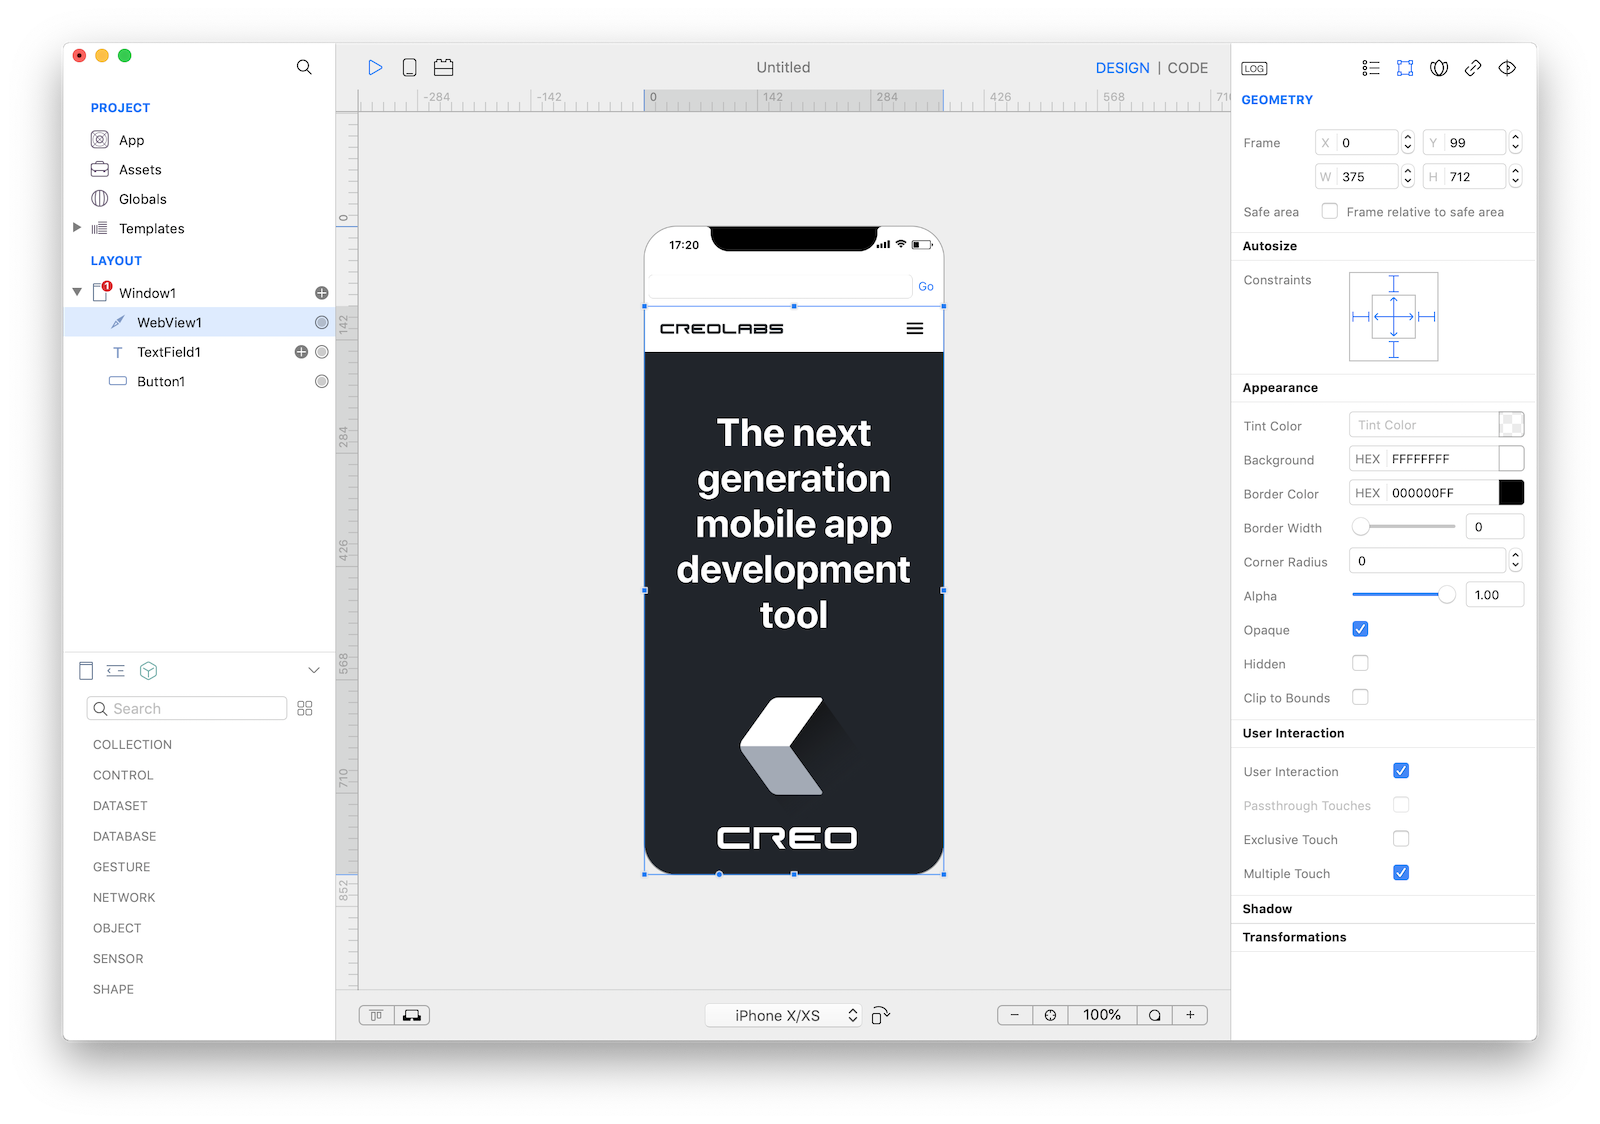 Untitled
DESIGN | CODE
LOG
PROJECT
App
Assets
Globals
Templates
LAYOUT
1
Window1
WebView1
T TextField1
Button1
Search
COLLECTION
CONTROL
DATASET
DATABASE
GESTURE
NETWORK
OBJECT
SENSOR
SHAPE
-284 -142 0 142 284 426 568 710
0
142
284
426
568
710
852
17:20
Go
CREOLABS
The next
generation
mobile app
development
tool
CREO
iPhone X/XS
− 100% +
GEOMETRY
Frame X 0 Y 99
W 375 H 712
Safe area Frame relative to safe area
Autosize
Constraints
Appearance
Tint Color Tint Color
Background HEX FFFFFFFF
Border Color HEX 000000FF
Border Width 0
Corner Radius 0
Alpha 1.00
Opaque
Hidden
Clip to Bounds
User Interaction
User Interaction
Passthrough Touches
Exclusive Touch
Multiple Touch
Shadow
Transformations